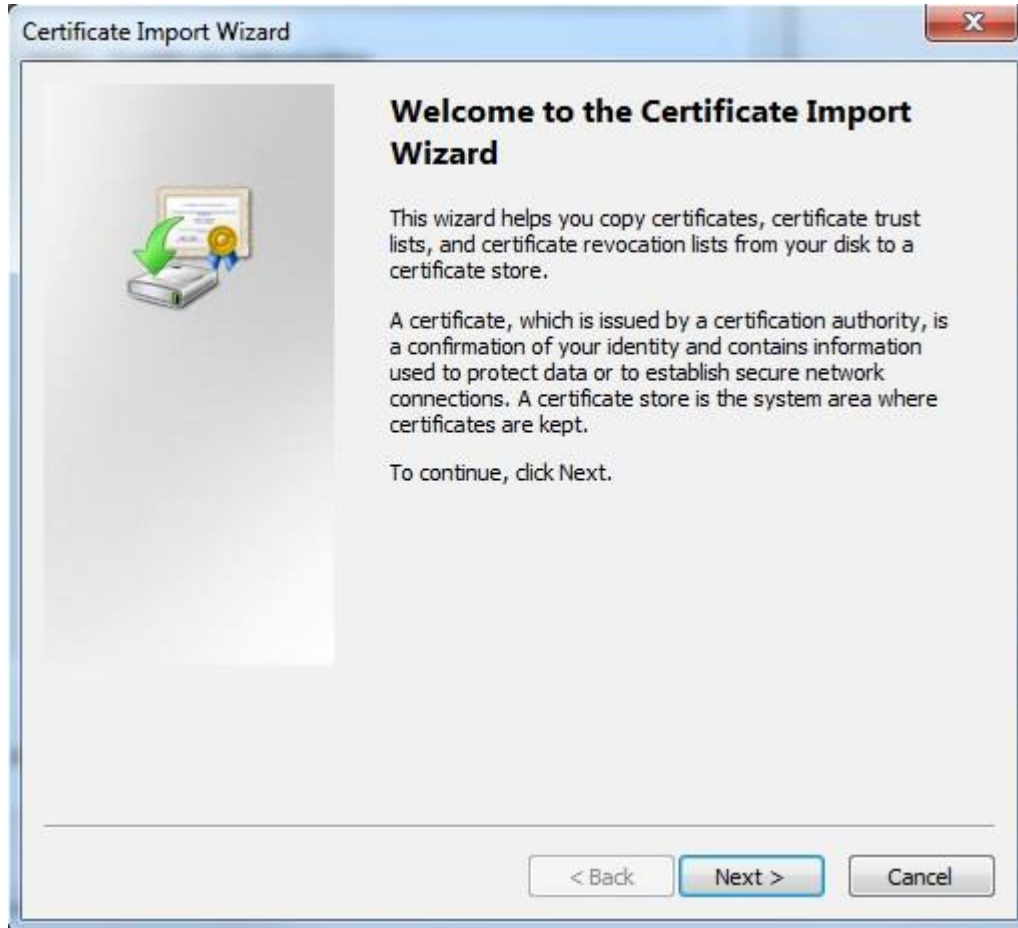 Certificate Import Wizard
Welcome to the Certificate Import
Wizard
This wizard helps you copy certificates, certificate trust
lists, and certificate revocation lists from your disk to a
certificate store.
A certificate, which is issued by a certification authority, is
a confirmation of your identity and contains information
used to protect data or to establish secure network
connections. A certificate store is the system area where
certificates are kept.
To continue, click Next.
< Back
Next >
Cancel